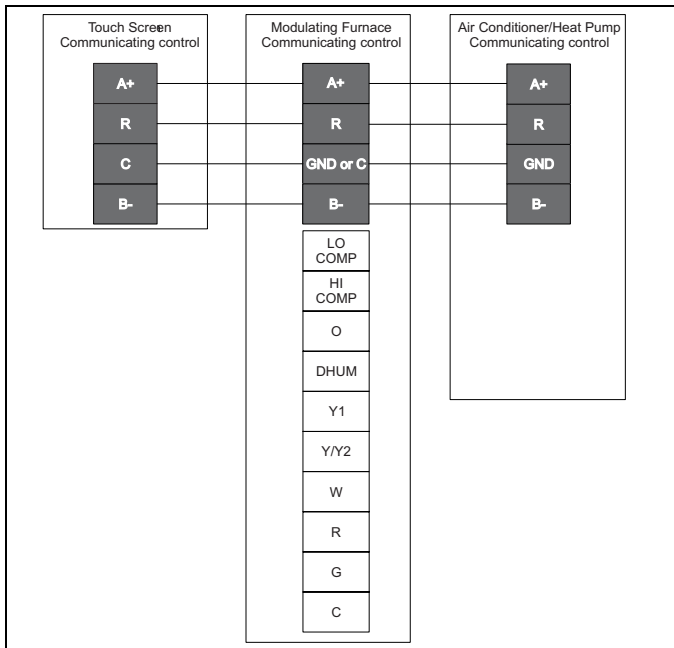 Touch Screen
Communicating control
A+
R
C
B-
Modulating Furnace
Communicating control
A+
R
GND or C
B-
LO
COMP
HI
COMP
O
DHUM
Y1
Y/Y2
W
R
G
C
Air Conditioner/Heat Pump
Communicating control
A+
R
GND
B-